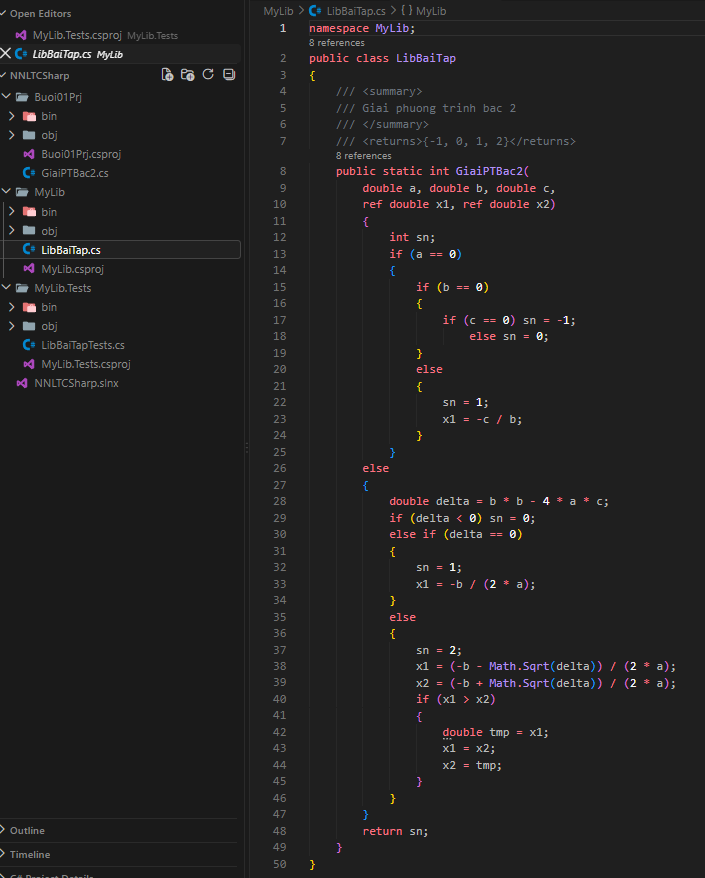 Open Editors
MyLib.Tests.csproj MyLib.Tests
LibBaiTap.cs MyLib
NNLTCSharp
Buoi01Prj
bin
obj
Buoi01Prj.csproj
GiaiPTBac2.cs
MyLib
bin
obj
LibBaiTap.cs
MyLib.csproj
MyLib.Tests
bin
obj
LibBaiTapTests.cs
MyLib.Tests.csproj
NNLTCSharp.slnx
Outline
Timeline
MyLib > LibBaiTap.cs > {} MyLib
1 namespace MyLib;
8 references
2 public class LibBaiTap
3 {
4 /// <summary>
5 /// Giai phuong trinh bac 2
6 /// </summary>
7 /// <returns>{-1, 0, 1, 2}</returns>
8 references
8 public static int GiaiPTBac2(
9 double a, double b, double c,
10 ref double x1, ref double x2)
11 {
12 int sn;
13 if (a == 0)
14 {
15 if (b == 0)
16 {
17 if (c == 0) sn = -1;
18 else sn = 0;
19 }
20 else
21 {
22 sn = 1;
23 x1 = -c / b;
24 }
25 }
26 else
27 {
28 double delta = b * b - 4 * a * c;
29 if (delta < 0) sn = 0;
30 else if (delta == 0)
31 {
32 sn = 1;
33 x1 = -b / (2 * a);
34 }
35 else
36 {
37 sn = 2;
38 x1 = (-b - Math.Sqrt(delta)) / (2 * a);
39 x2 = (-b + Math.Sqrt(delta)) / (2 * a);
40 if (x1 > x2)
41 {
42 double tmp = x1;
43 x1 = x2;
44 x2 = tmp;
45 }
46 }
47 }
48 return sn;
49 }
50 }